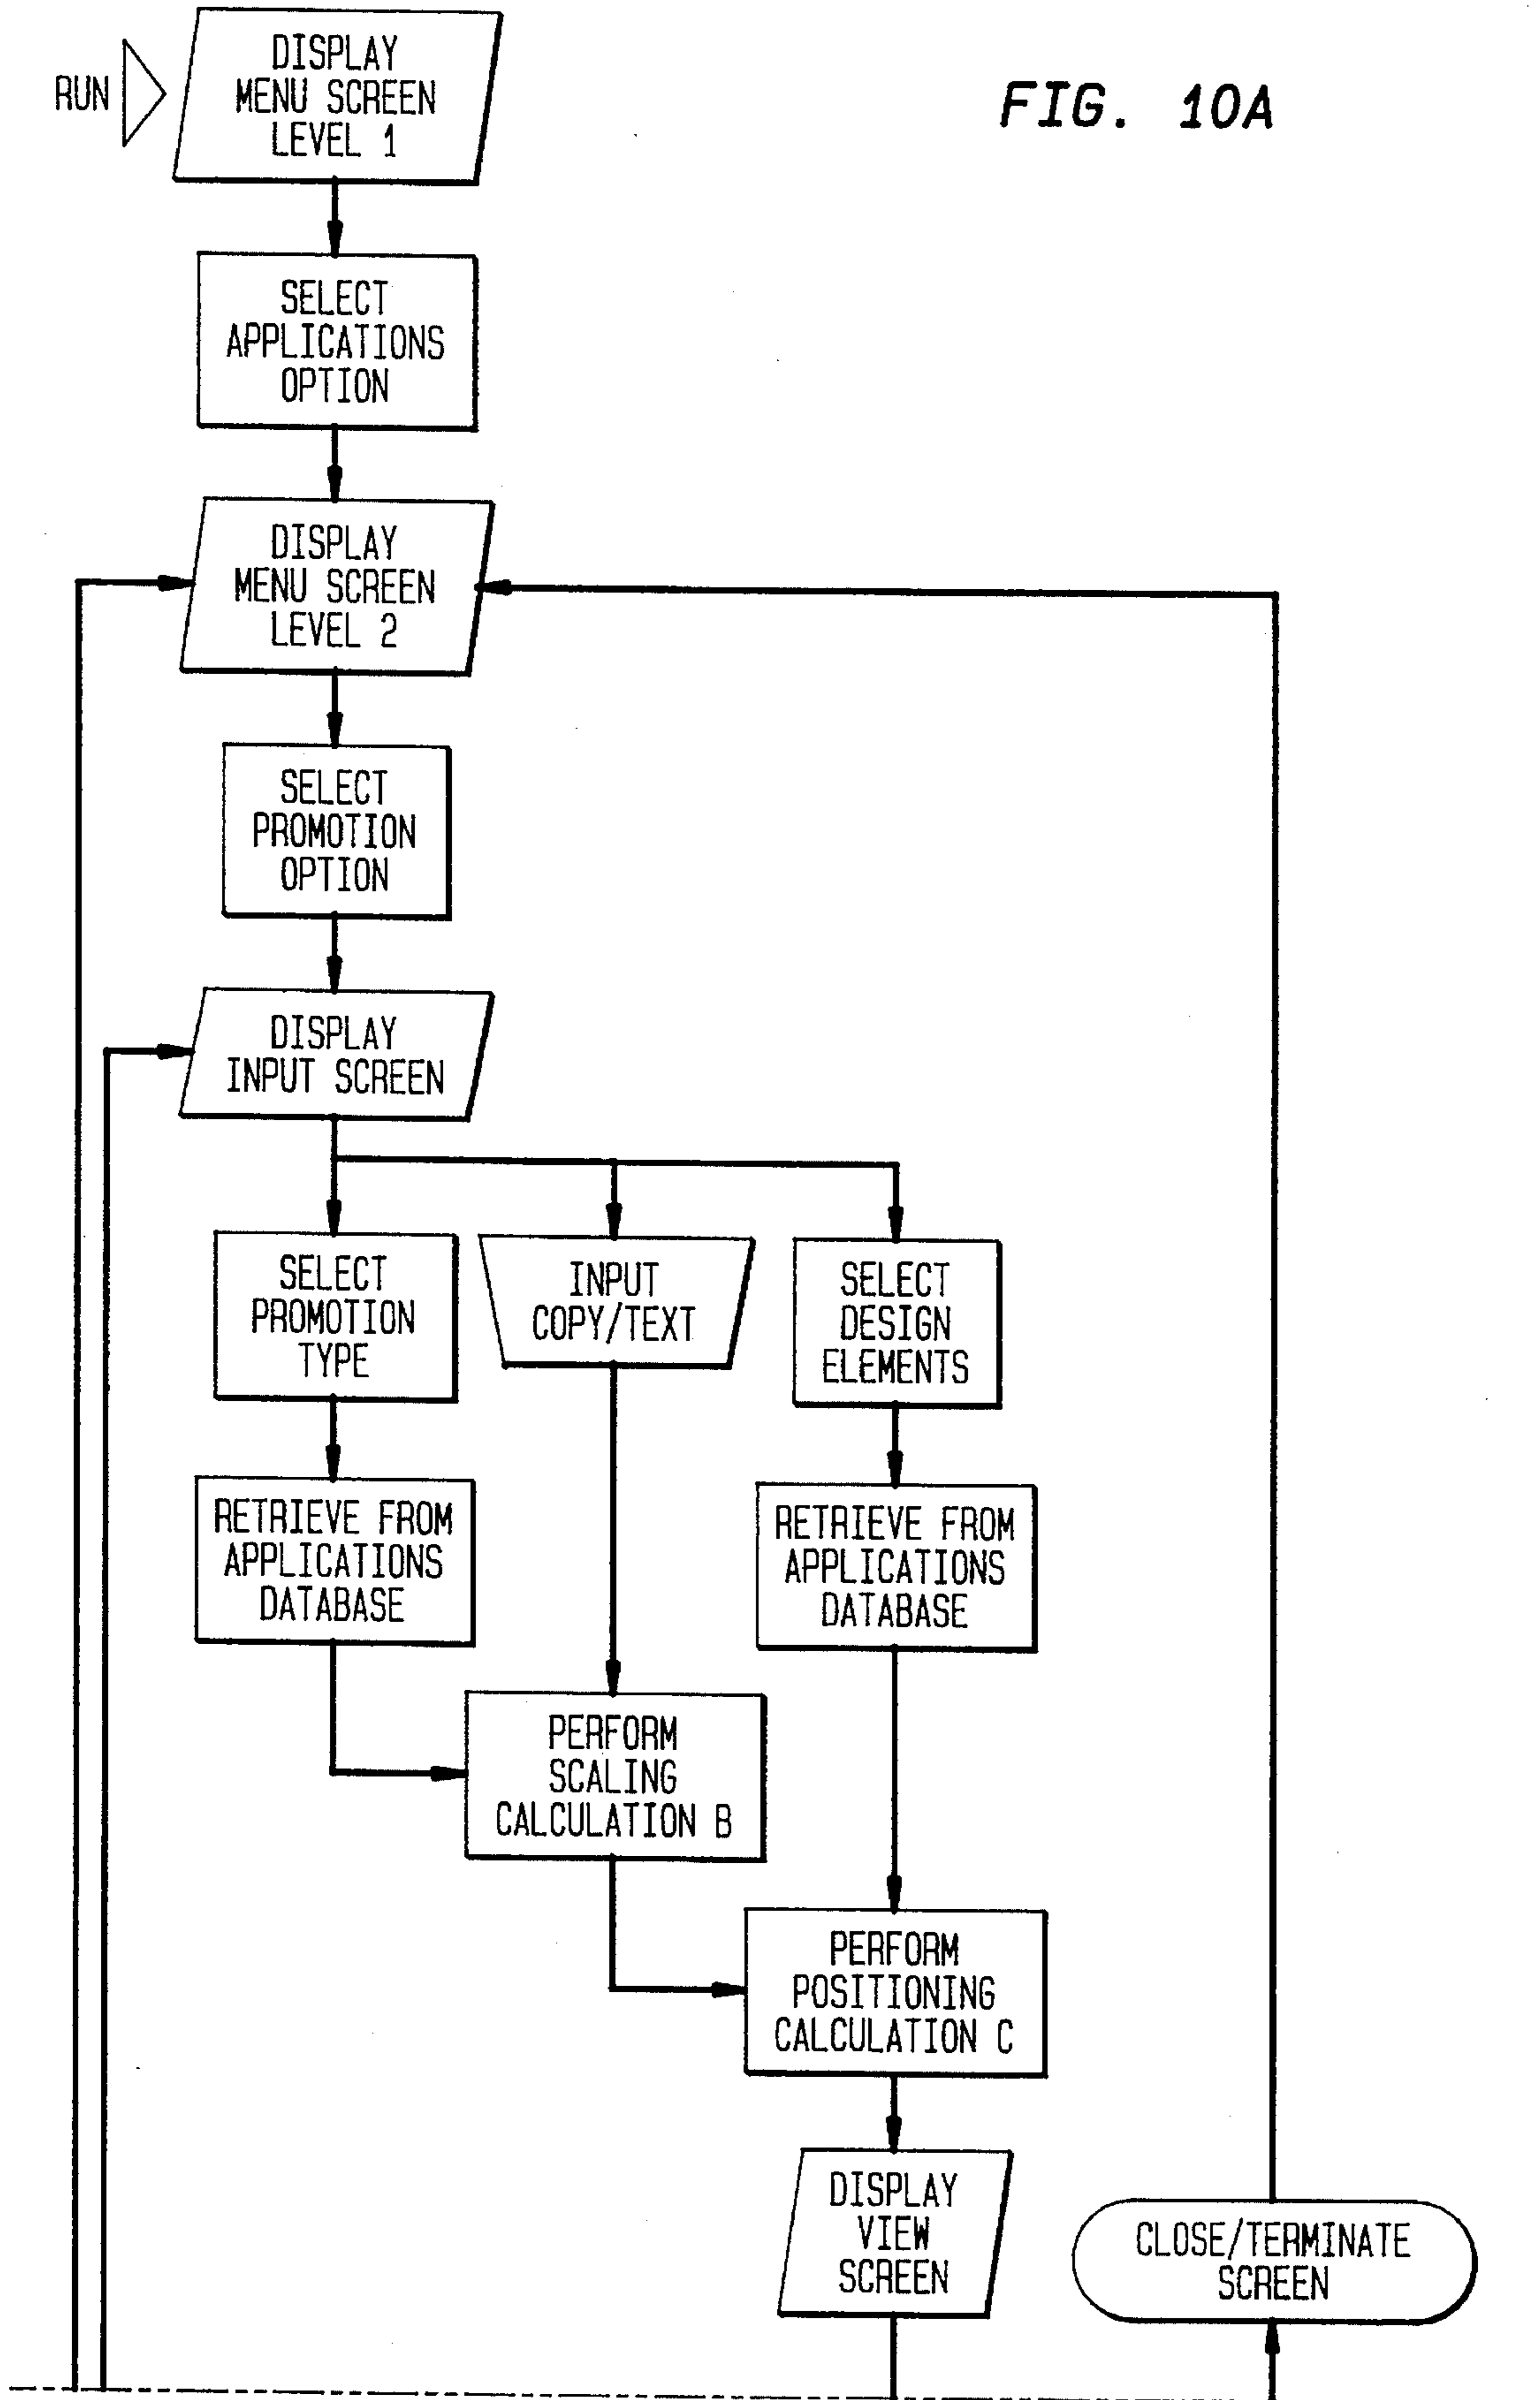 FIG. 10A
RUN
DISPLAY
MENU SCREEN
LEVEL 1
SELECT
APPLICATIONS
OPTION
DISPLAY
MENU SCREEN
LEVEL 2
SELECT
PROMOTION
OPTION
DISPLAY
INPUT SCREEN
SELECT
PROMOTION
TYPE
INPUT
COPY/TEXT
SELECT
DESIGN
ELEMENTS
RETRIEVE FROM
APPLICATIONS
DATABASE
RETRIEVE FROM
APPLICATIONS
DATABASE
PERFORM
SCALING
CALCULATION B
PERFORM
POSITIONING
CALCULATION C
DISPLAY
VIEW
SCREEN
CLOSE/TERMINATE
SCREEN